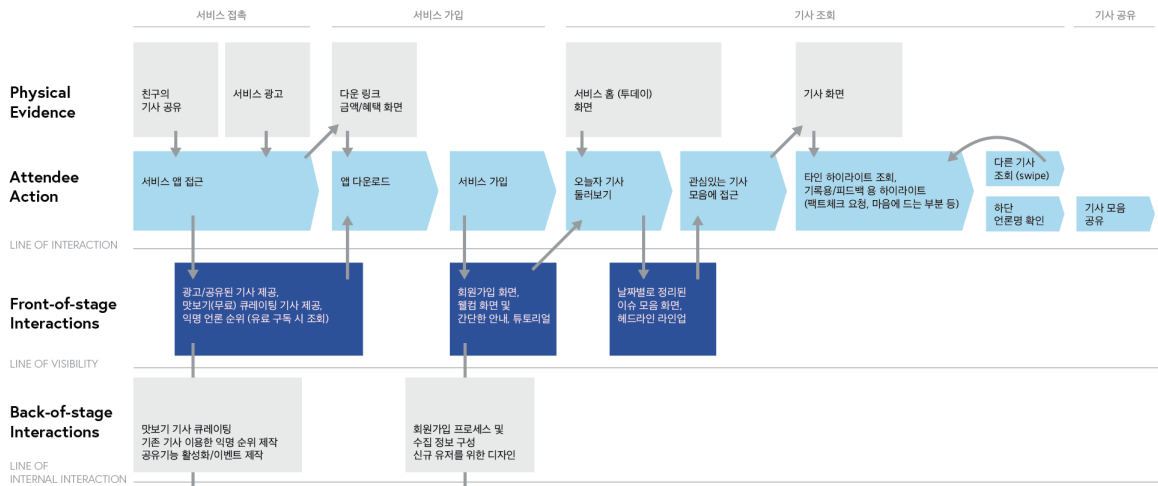 서비스 접촉
서비스 가입
기사 조회
기사 공유
Physical
Evidence
친구의
기사 공유
서비스 광고
다운 링크
금액/혜택 화면
서비스 홈 (투데이)
화면
기사 화면
Attendee
Action
서비스 앱 접근
앱 다운로드
서비스 가입
오늘자 기사
둘러보기
관심있는 기사
모음에 접근
타인 하이라이트 조회,
기록용/피드백 용 하이라이트
(팩트체크 요청, 마음에 드는 부분 등)
다른 기사
조회 (swipe)
하단
언론명 확인
기사 모음
공유
LINE OF INTERACTION
Front-of-stage
Interactions
광고/공유된 기사 제공,
맛보기(무료) 큐레이팅 기사 제공,
익명 언론 순위 (유료 구독 시 조회)
회원가입 화면,
웰컴 화면 및
간단한 안내, 튜토리얼
날짜별로 정리된
이슈 모음 화면,
헤드라인 라인업
LINE OF VISIBILITY
Back-of-stage
Interactions
맛보기 기사 큐레이팅
기존 기사 이용한 익명 순위 제작
공유기능 활성화/이벤트 제작
회원가입 프로세스 및
수집 정보 구성
신규 유저를 위한 디자인
LINE OF
INTERNAL INTERACTION